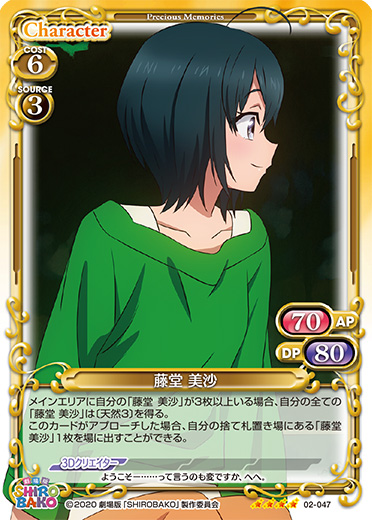 Precious Memories
Character
COST
6
SOURCE
3
70 AP
DP 80
藤堂 美沙
メインエリアに自分の「藤堂 美沙」が3枚以上いる場合、自分の全ての
「藤堂 美沙」は〔天然3〕を得る。
このカードがアプローチした場合、自分の捨て札置き場にある「藤堂
美沙」1枚を場に出すことができる。
3Dクリエイター
ようこそー……って言うのも変ですか、へへ。
劇場版
SHIRO
BAKO
©2020 劇場版「SHIROBAKO」製作委員会
★★★★ 02-047